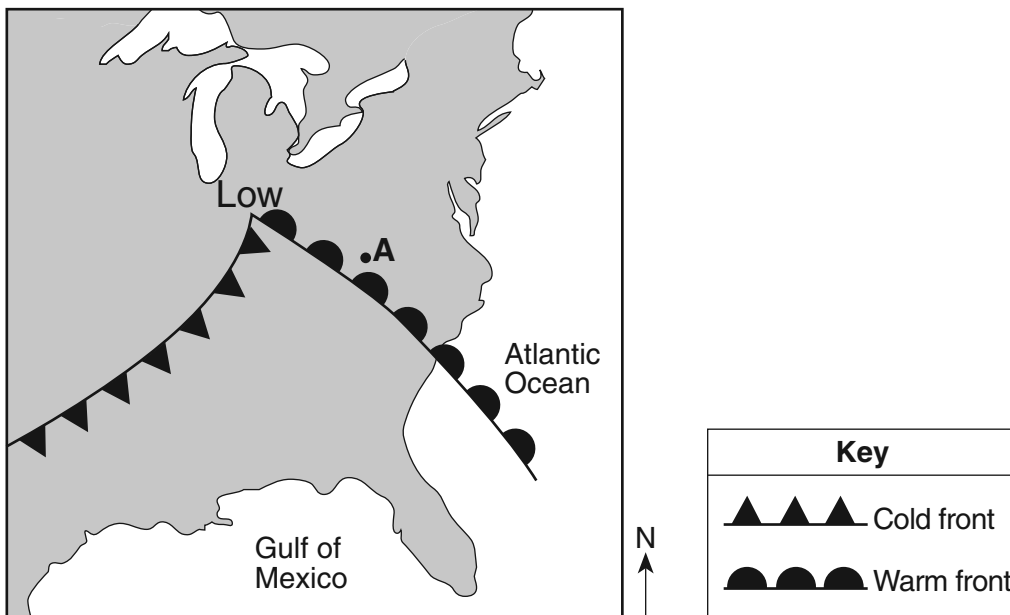 Low
A
Atlantic
Ocean
Gulf of
Mexico
N
Key
Cold front
Warm front